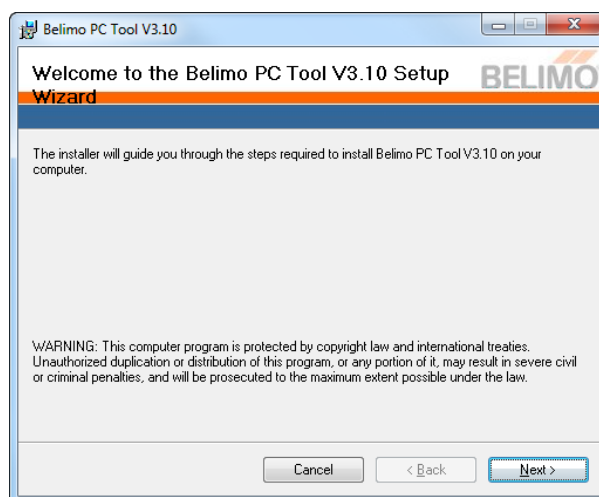 Belimo PC Tool V3.10
Welcome to the Belimo PC Tool V3.10 Setup
Wizard
BELIMO
The installer will guide you through the steps required to install Belimo PC Tool V3.10 on your
computer.
WARNING: This computer program is protected by copyright law and international treaties.
Unauthorized duplication or distribution of this program, or any portion of it, may result in severe civil
or criminal penalties, and will be prosecuted to the maximum extent possible under the law.
Cancel
< Back
Next >